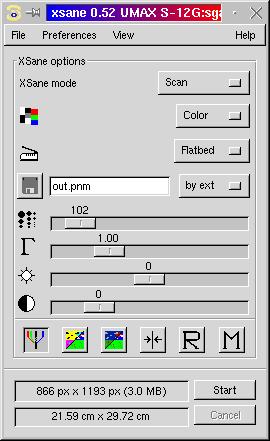 xsane 0.52 UMAX S-12G:sga
File Preferences View Help
XSane options
XSane mode Scan
Color
Flatbed
out.pnm by ext
102
Γ 1.00
0
0
R M
866 px x 1193 px (3.0 MB) Start
21.59 cm x 29.72 cm Cancel